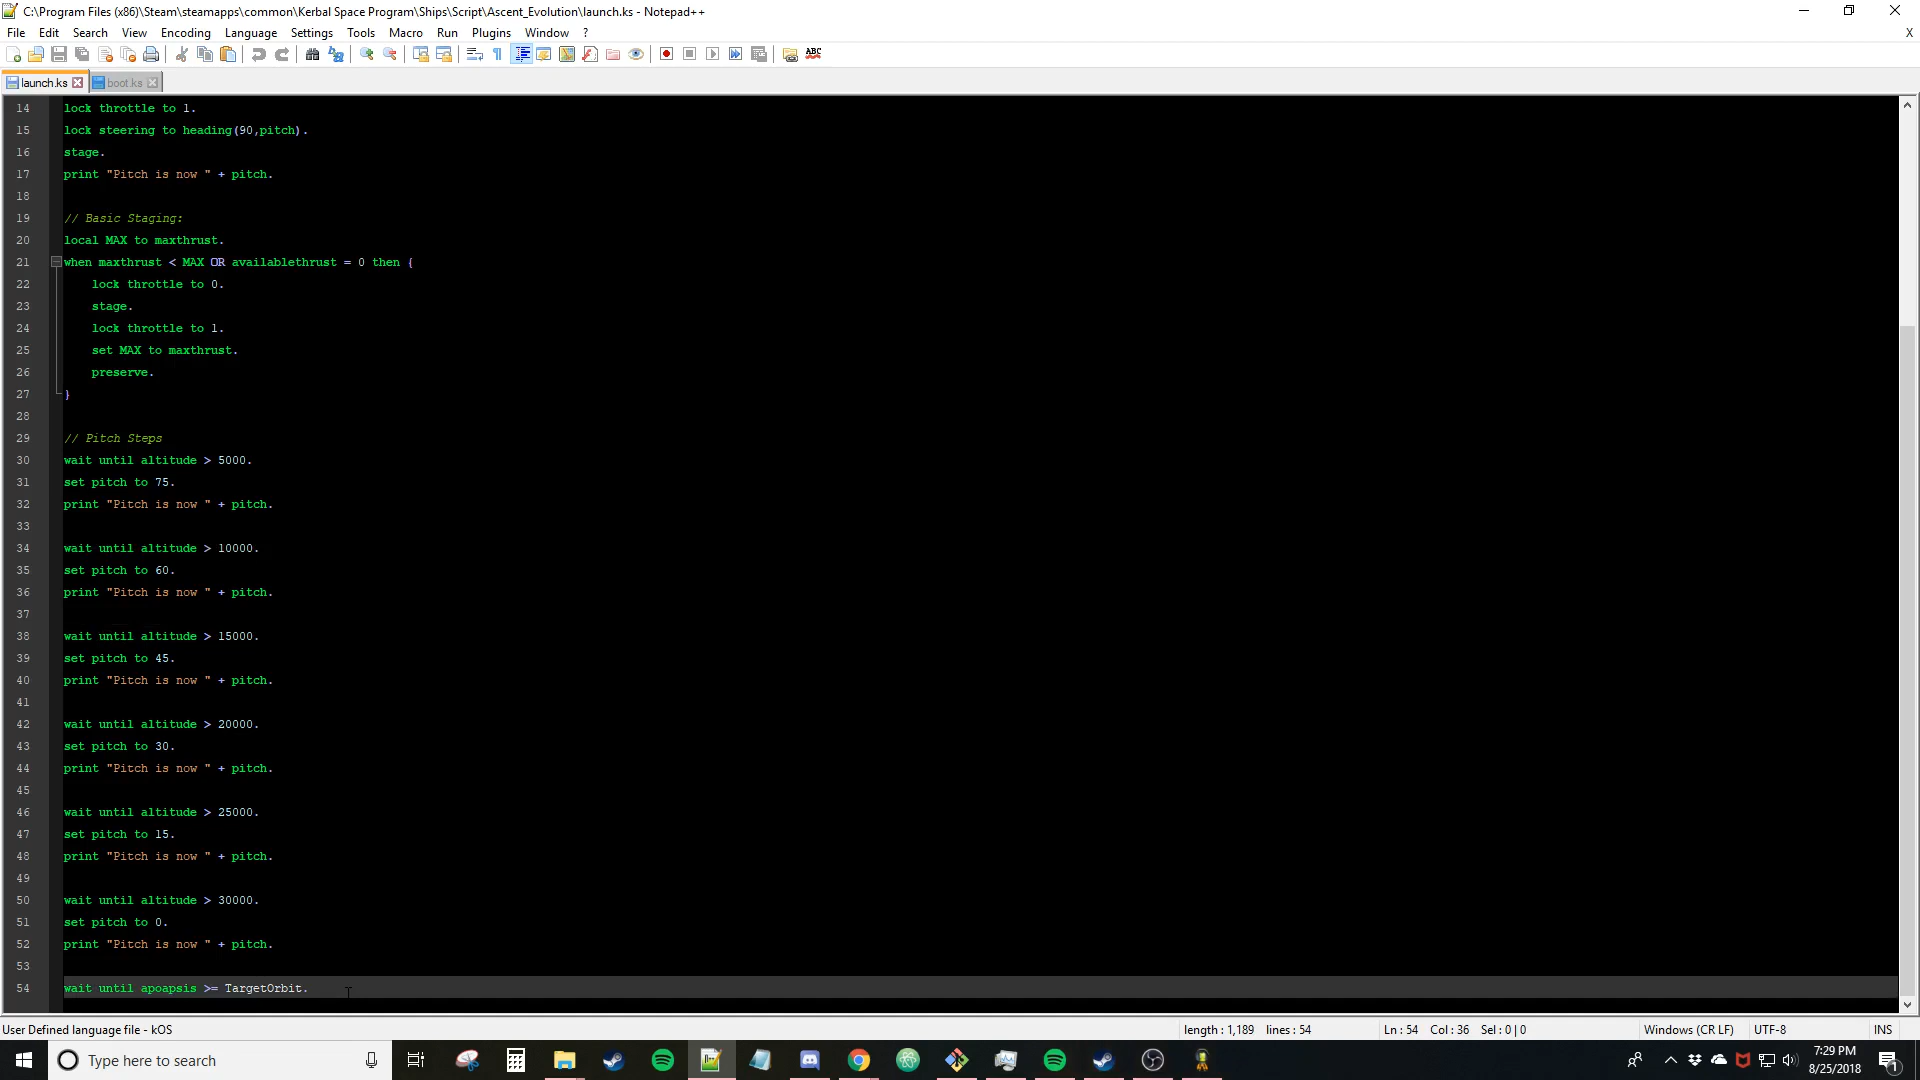 C:\Program Files (x86)\Steam\steamapps\common\Kerbal Space Program\Ships\Script\Ascent_Evolution\launch.ks - Notepad++
File Edit Search View Encoding Language Settings Tools Macro Run Plugins Window ? X
ABC
launch.ks boot.ks
14 lock throttle to 1.
15 lock steering to heading(90,pitch).
16 stage.
17 print "Pitch is now " + pitch.
18
19 // Basic Staging:
20 local MAX to maxthrust.
21 when maxthrust < MAX OR availablethrust = 0 then {
22 lock throttle to 0.
23 stage.
24 lock throttle to 1.
25 set MAX to maxthrust.
26 preserve.
27 }
28
29 // Pitch Steps
30 wait until altitude > 5000.
31 set pitch to 75.
32 print "Pitch is now " + pitch.
33
34 wait until altitude > 10000.
35 set pitch to 60.
36 print "Pitch is now " + pitch.
37
38 wait until altitude > 15000.
39 set pitch to 45.
40 print "Pitch is now " + pitch.
41
42 wait until altitude > 20000.
43 set pitch to 30.
44 print "Pitch is now " + pitch.
45
46 wait until altitude > 25000.
47 set pitch to 15.
48 print "Pitch is now " + pitch.
49
50 wait until altitude > 30000.
51 set pitch to 0.
52 print "Pitch is now " + pitch.
53
54 wait until apoapsis >= TargetOrbit.
User Defined language file - kOS length : 1,189 lines : 54 Ln : 54 Col : 36 Sel : 0 | 0 Windows (CR LF) UTF-8 INS
Type here to search 7:29 PM
8/25/2018 1